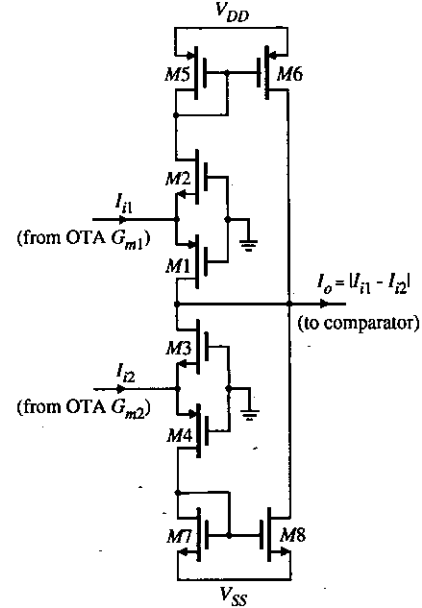 V_DD
M5
M6
M2
I_i1
(from OTA G_m1)
M1
I_o = |I_i1 - I_i2|
(to comparator)
M3
I_i2
(from OTA G_m2)
M4
M7
M8
V_SS